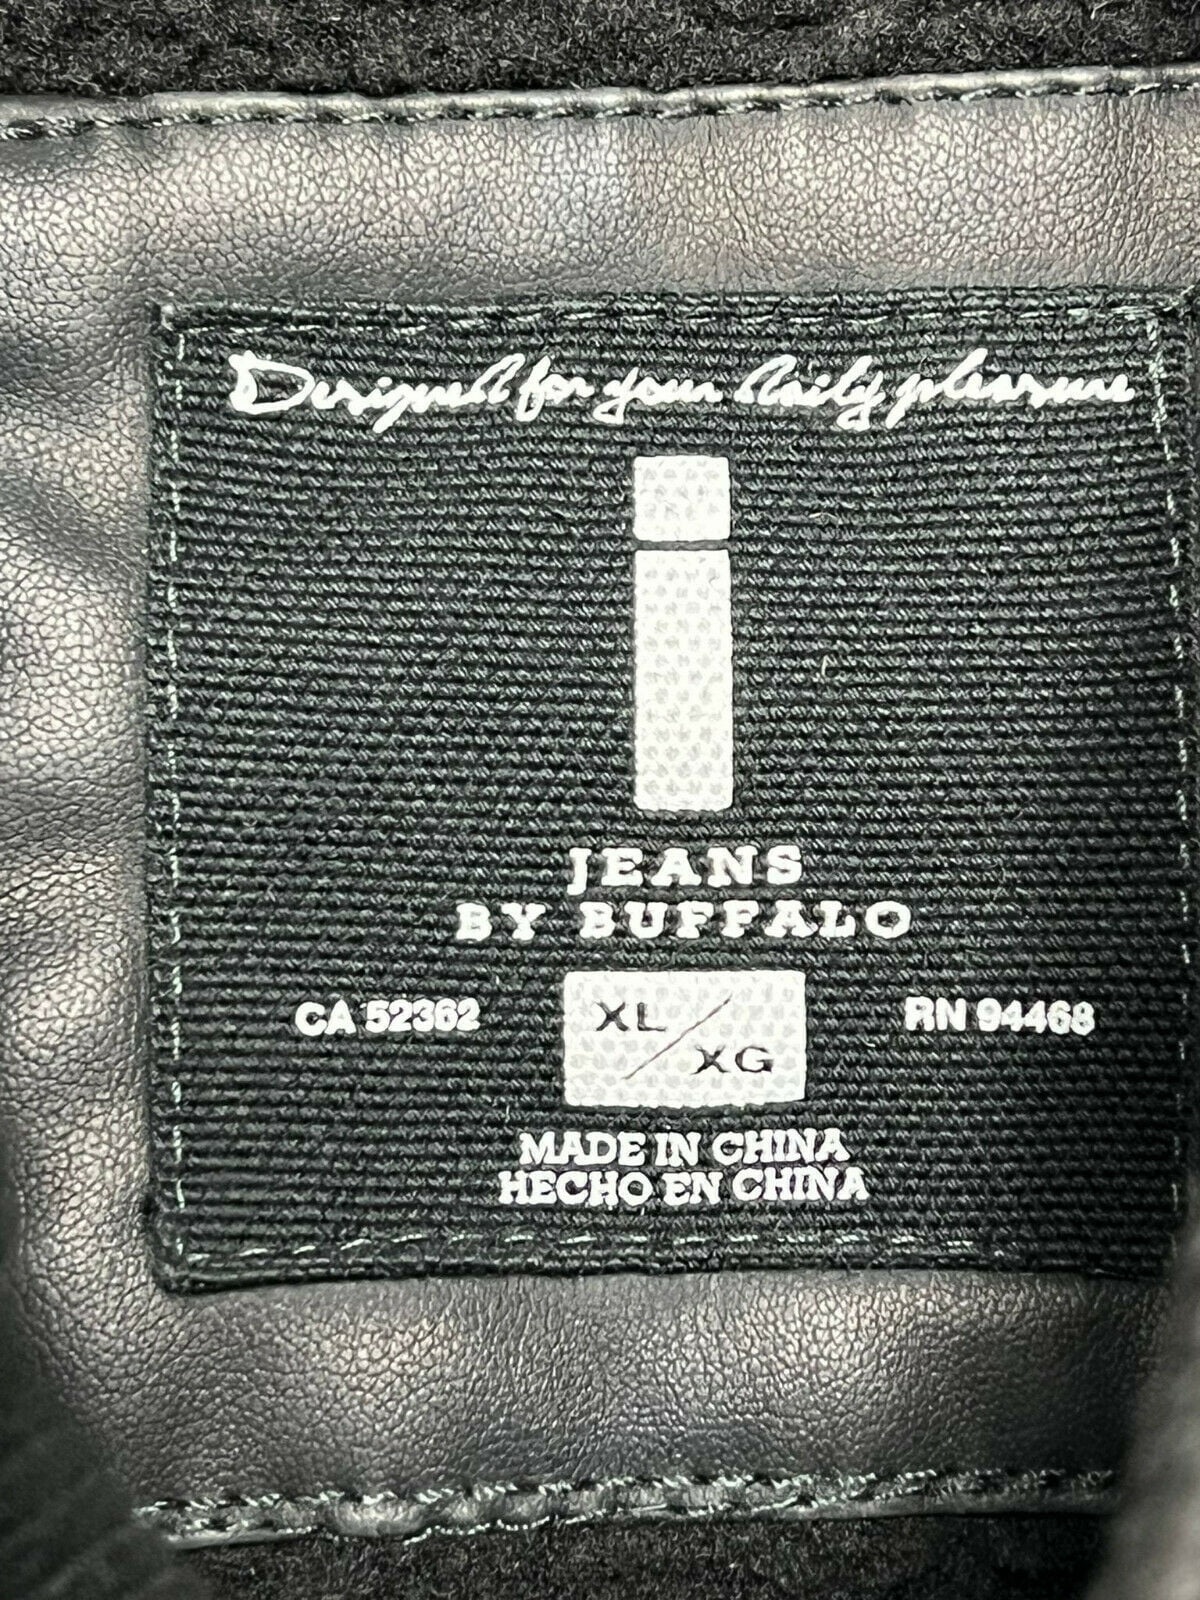 Designed for your daily pleasure
i
JEANS
BY BUFFALO
CA 52362
XL/XG
RN 94468
MADE IN CHINA
HECHO EN CHINA